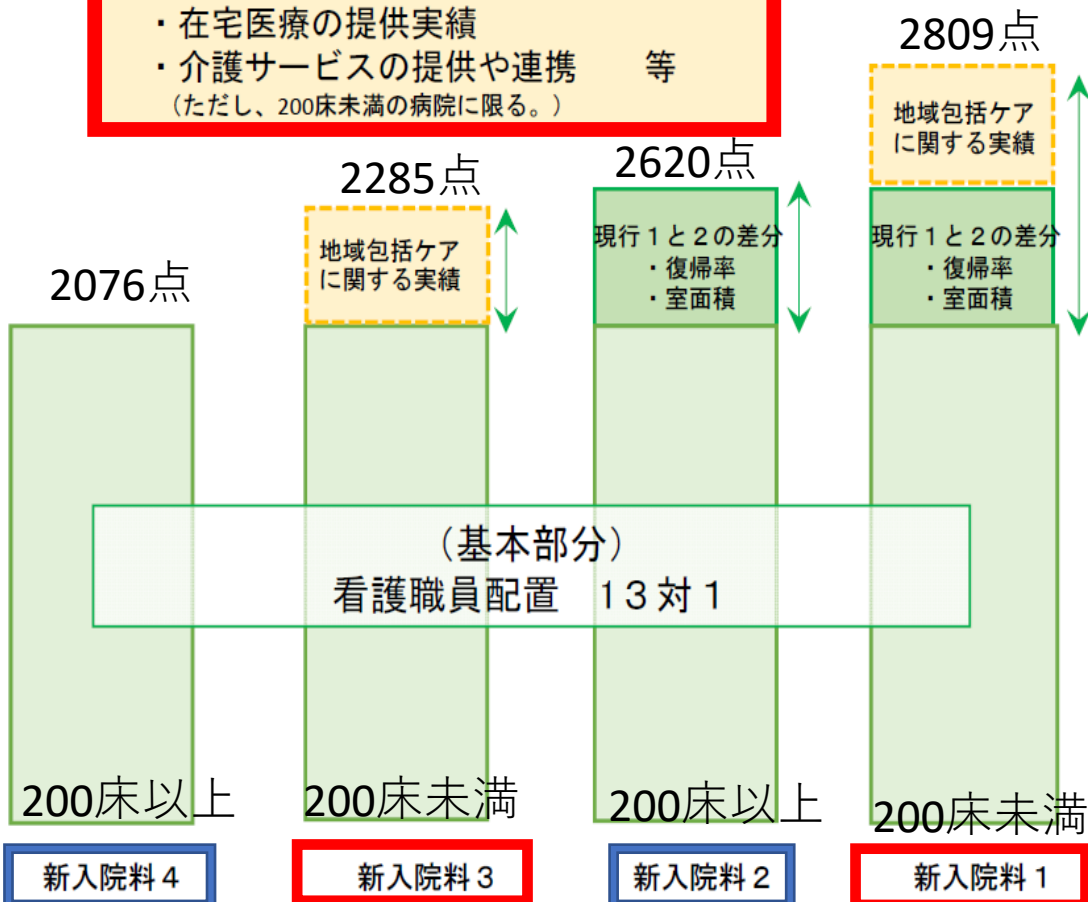 ・在宅医療の提供実績
・介護サービスの提供や連携　　等
（ただし、200床未満の病院に限る。）
2809点
地域包括ケア
に関する実績
2620点
2285点
現行１と２の差分
・復帰率
・室面積
現行１と２の差分
・復帰率
・室面積
地域包括ケア
に関する実績
2076点
（基本部分）
看護職員配置　１３対１
200床以上
200床未満
200床以上
200床未満
新入院料４
新入院料３
新入院料２
新入院料１